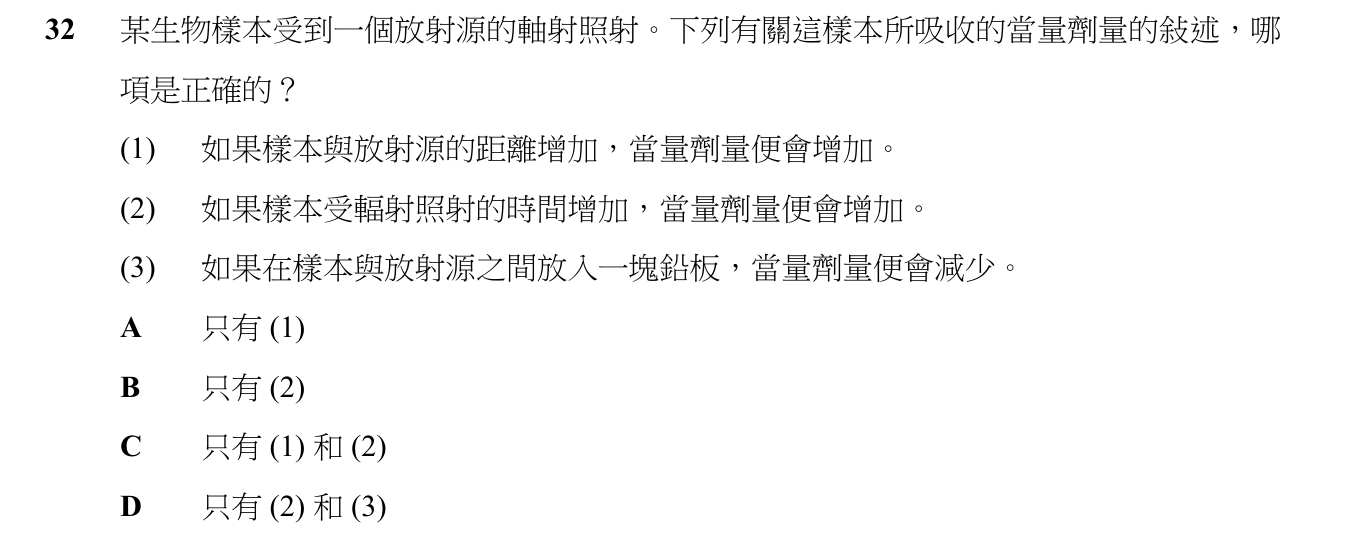 32 某生物樣本受到一個放射源的軸射照射。下列有關這樣本所吸收的當量劑量的敍述，哪
項是正確的？
(1) 如果樣本與放射源的距離增加，當量劑量便會增加。
(2) 如果樣本受輻射照射的時間增加，當量劑量便會增加。
(3) 如果在樣本與放射源之間放入一塊鉛板，當量劑量便會減少。
A 只有 (1)
B 只有 (2)
C 只有 (1) 和 (2)
D 只有 (2) 和 (3)